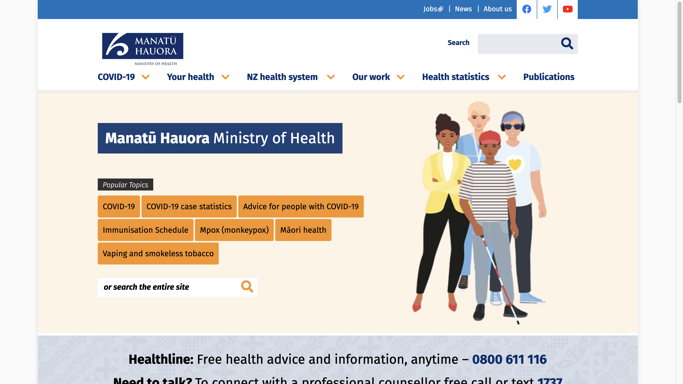 Jobs | News | About us
MANATŪ
HAUORA
MINISTRY OF HEALTH
Search
COVID-19 Your health NZ health system Our work Health statistics Publications
Manatū Hauora Ministry of Health
Popular Topics
COVID-19 COVID-19 case statistics Advice for people with COVID-19
Immunisation Schedule Mpox (monkeypox) Māori health
Vaping and smokeless tobacco
or search the entire site
Healthline: Free health advice and information, anytime – 0800 611 116
Need to talk? To connect with a professional counsellor free call or text 1737